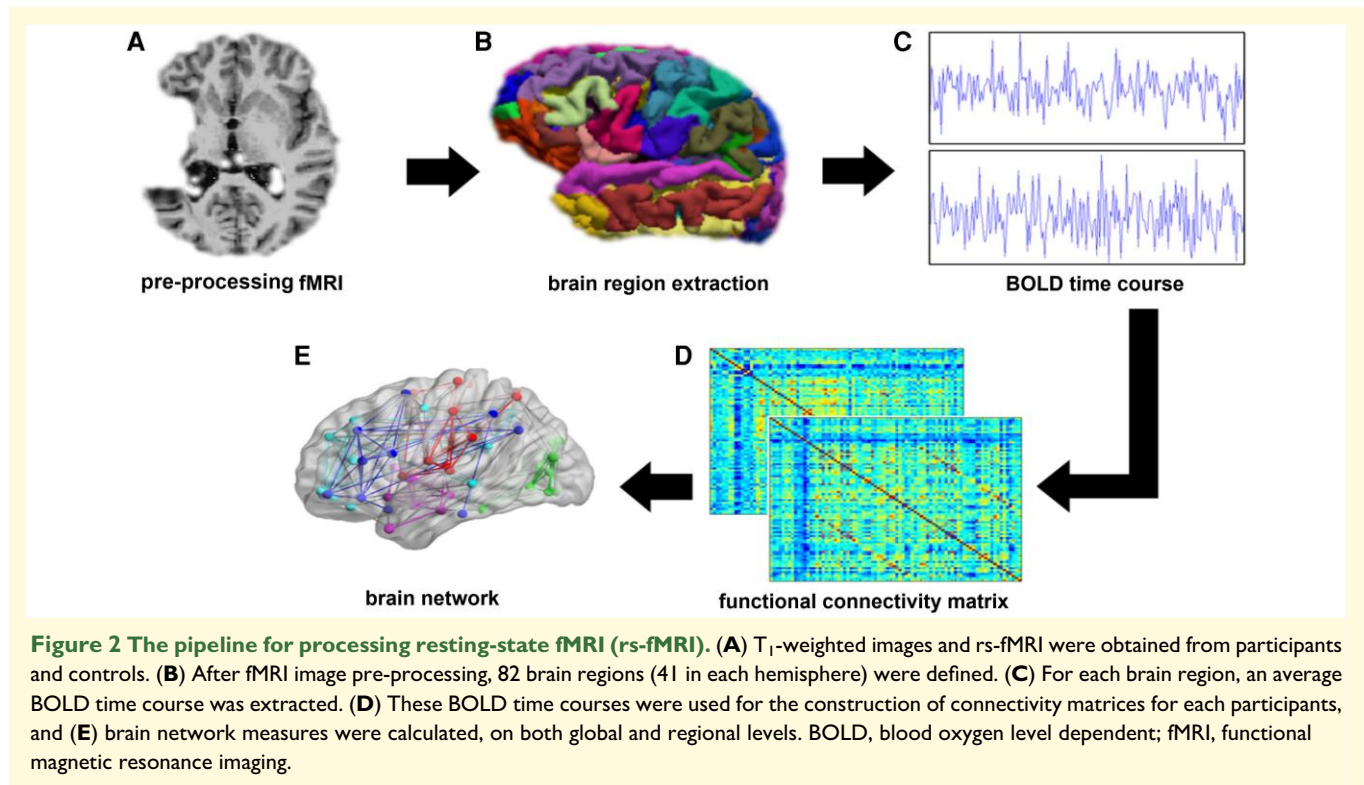 A
B
C
pre-processing fMRI
brain region extraction
BOLD time course
E
D
brain network
functional connectivity matrix
Figure 2 The pipeline for processing resting-state fMRI (rs-fMRI). (A) T₁-weighted images and rs-fMRI were obtained from participants
and controls. (B) After fMRI image pre-processing, 82 brain regions (41 in each hemisphere) were defined. (C) For each brain region, an average
BOLD time course was extracted. (D) These BOLD time courses were used for the construction of connectivity matrices for each participants,
and (E) brain network measures were calculated, on both global and regional levels. BOLD, blood oxygen level dependent; fMRI, functional
magnetic resonance imaging.